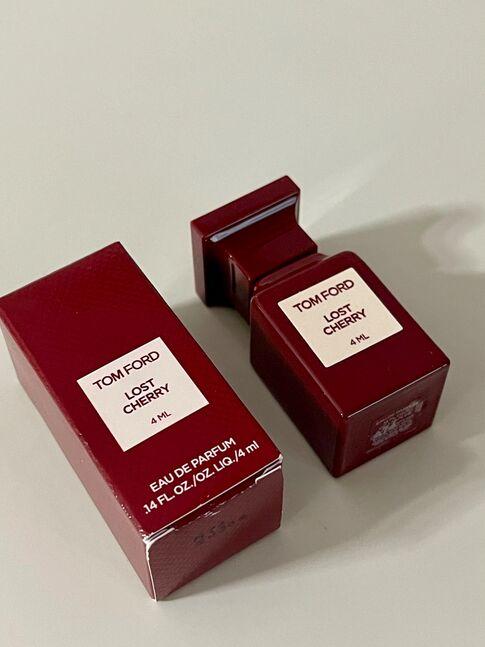 TOM FORD
LOST
CHERRY
4 ML
EAU DE PARFUM
.14 FL.OZ./OZ. LIQ./4 ml
TOM FORD
LOST
CHERRY
4 ML